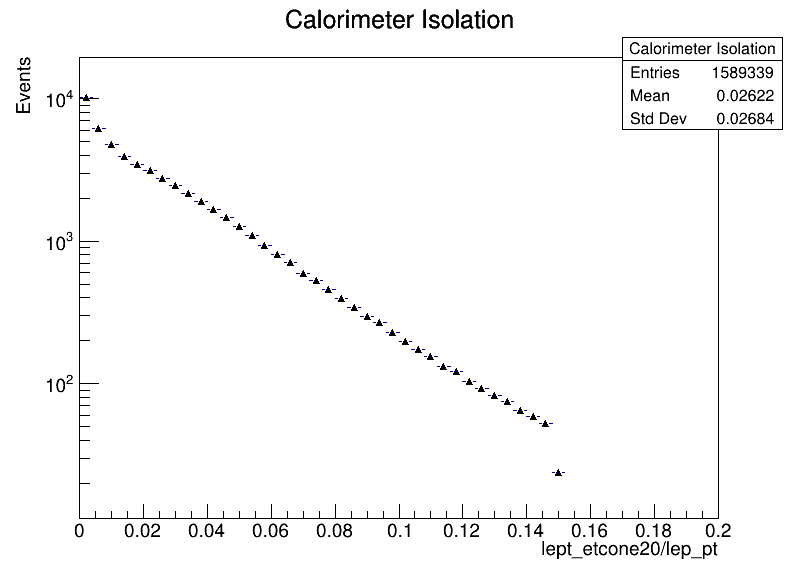 Calorimeter Isolation
Calorimeter Isolation
Entries 1589339
Mean 0.02622
Std Dev 0.02684
Events
10^4
10^3
10^2
0 0.02 0.04 0.06 0.08 0.1 0.12 0.14 0.16 0.18 0.2
lept_etcone20/lep_pt